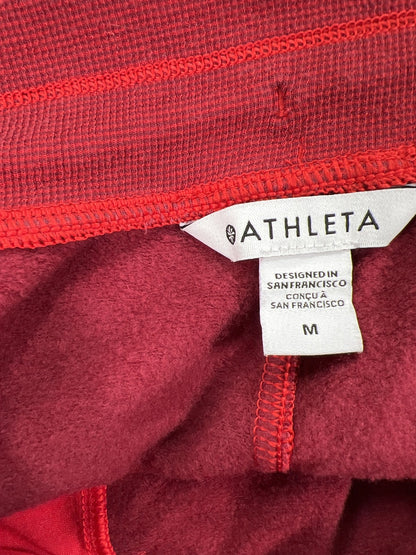 ATHLETA
DESIGNED IN
SAN FRANCISCO
CONÇU À
SAN FRANCISCO
M